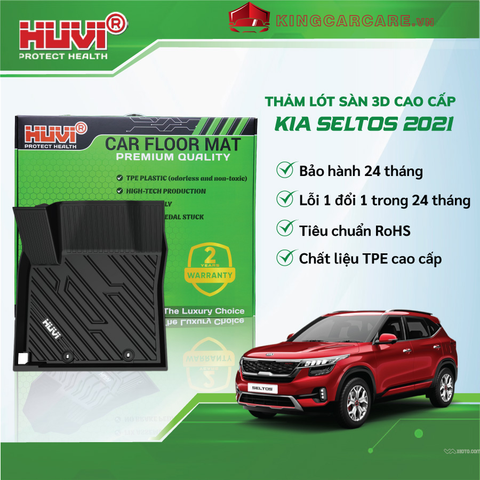 HUVI®
PROTECT HEALTH
KINGCARCARE.VN
THẢM LÓT SÀN 3D CAO CẤP
KIA SELTOS 2021
Bảo hành 24 tháng
Lỗi 1 đổi 1 trong 24 tháng
Tiêu chuẩn RoHS
Chất liệu TPE cao cấp
HUVI®
PROTECT HEALTH
CAR FLOOR MAT
PREMIUM QUALITY
TPE PLASTIC (odorless and non-toxic)
HIGH-TECH PRODUCTION
2
YEARS
WARRANTY
The Luxury Choice
HUVI
SELTOS